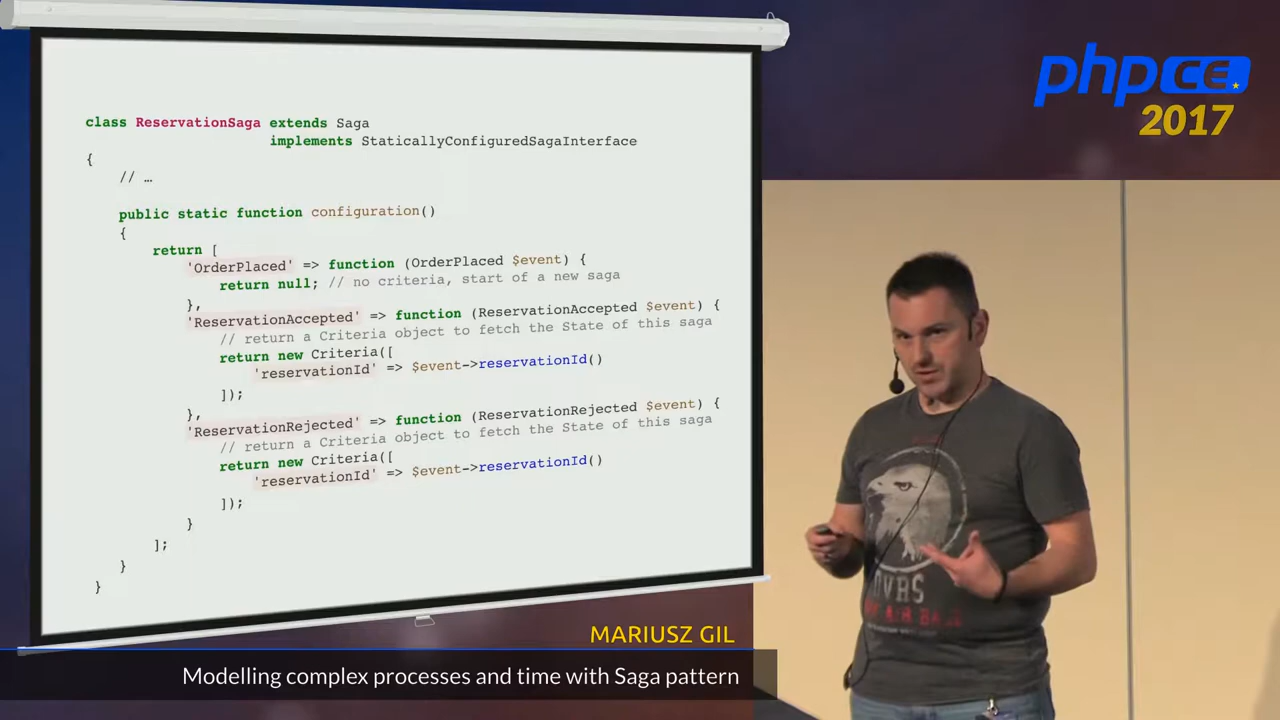 class ReservationSaga extends Saga
implements StaticallyConfiguredSagaInterface
{
// …
public static function configuration()
{
return [
'OrderPlaced' => function (OrderPlaced $event) {
return null; // no criteria, start of a new saga
},
'ReservationAccepted' => function (ReservationAccepted $event) {
// return a Criteria object to fetch the State of this saga
return new Criteria([
'reservationId' => $event->reservationId()
]);
},
'ReservationRejected' => function (ReservationRejected $event) {
// return a Criteria object to fetch the State of this saga
return new Criteria([
'reservationId' => $event->reservationId()
]);
}
];
}
}
phpCE
2017
MARIUSZ GIL
Modelling complex processes and time with Saga pattern